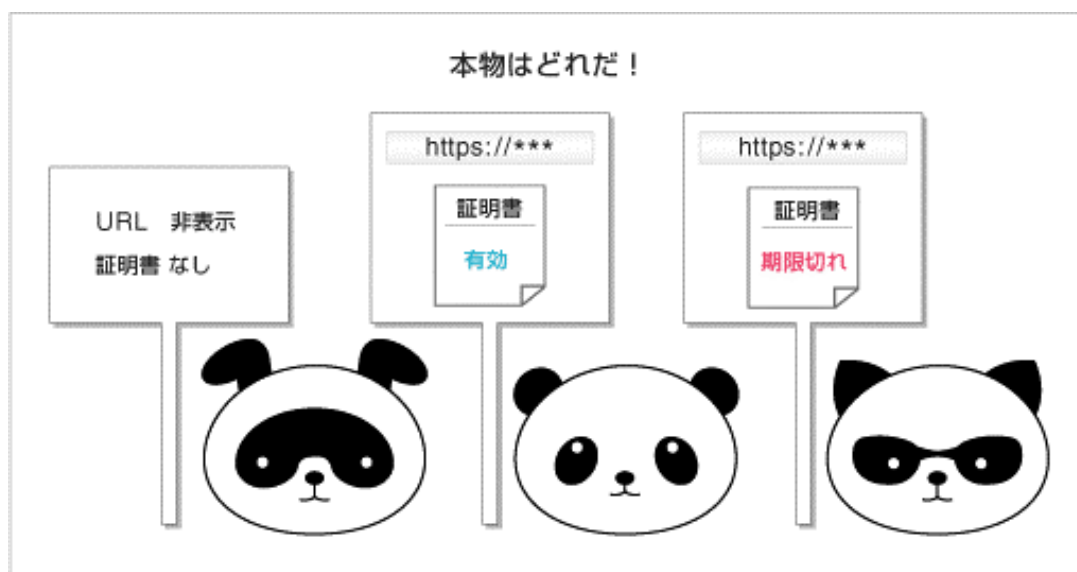 本物はどれだ！
URL 非表示
証明書 なし
https://***
証明書
有効
https://***
証明書
期限切れ